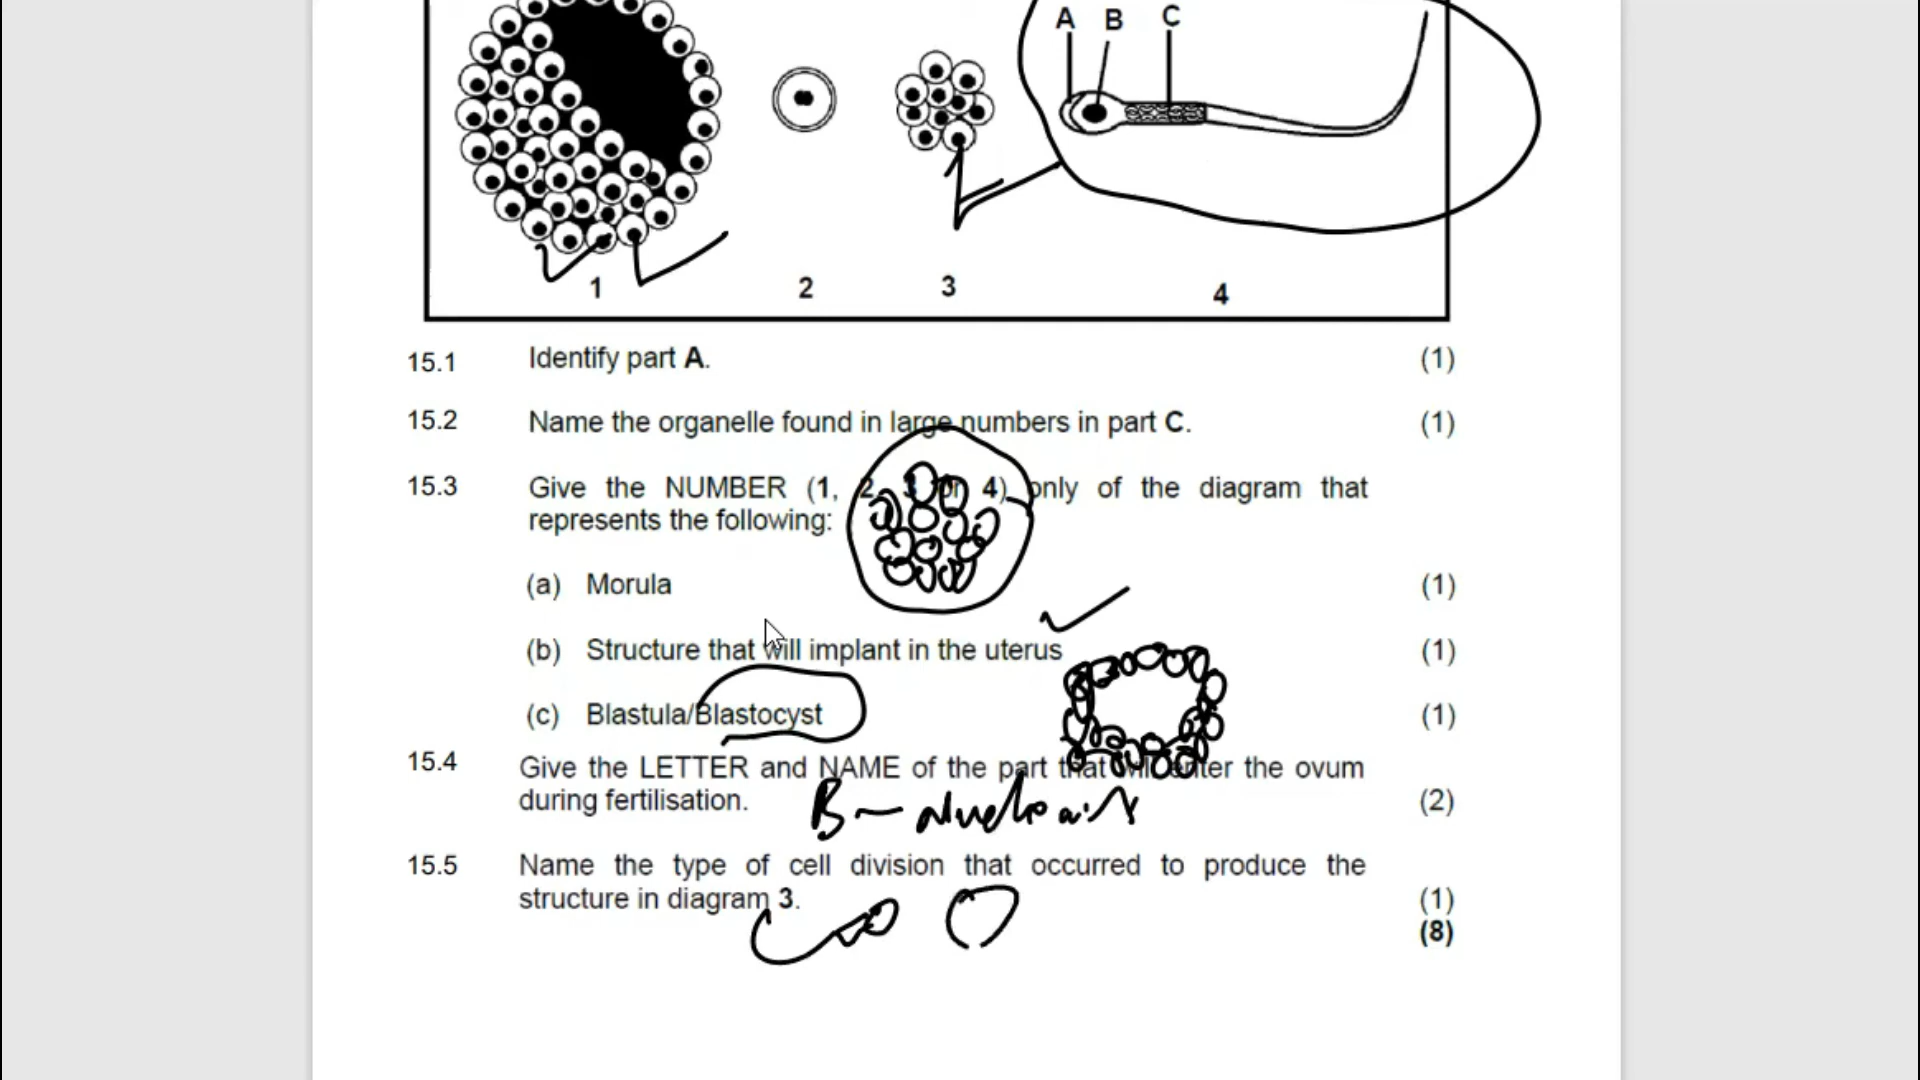 A B C
1 2 3 4
15.1 Identify part A. (1)
15.2 Name the organelle found in large numbers in part C. (1)
15.3 Give the NUMBER (1, 2, 3 or 4) only of the diagram that
represents the following:
(a) Morula (1)
(b) Structure that will implant in the uterus (1)
(c) Blastula/Blastocyst (1)
15.4 Give the LETTER and NAME of the part that will enter the ovum
during fertilisation. (2)
B –
15.5 Name the type of cell division that occurred to produce the
structure in diagram 3. (1)
(8)